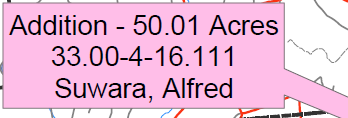 Addition - 50.01 Acres
33.00-4-16.111
Suwara, Alfred